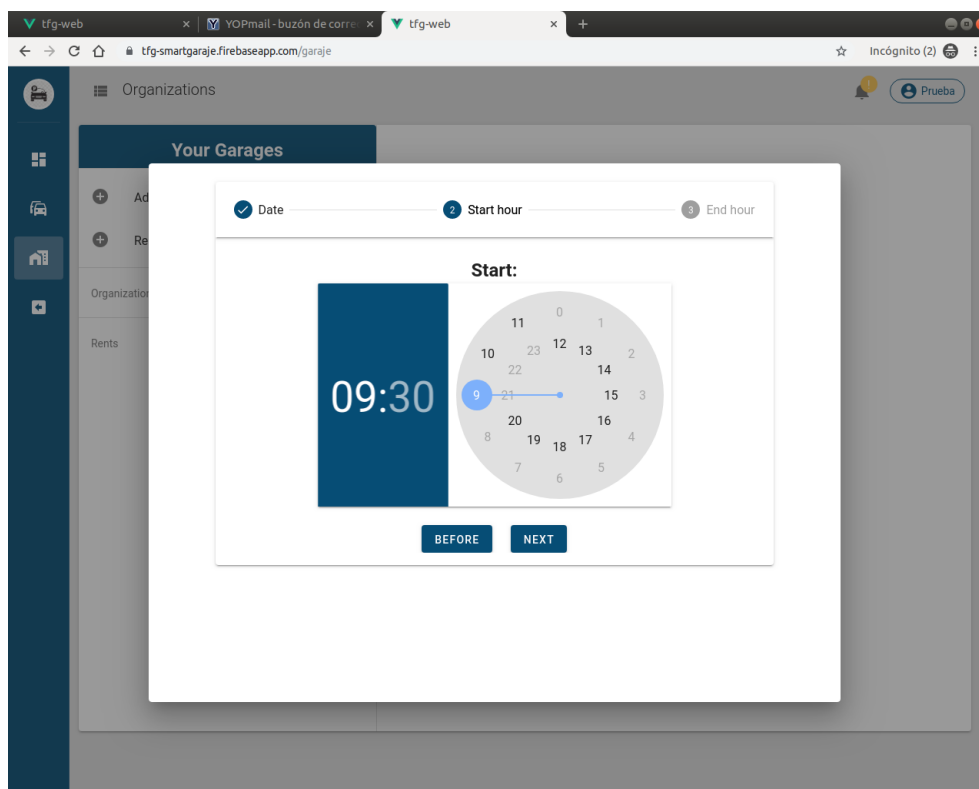 tfg-web
YOPmail - buzón de corre
tfg-web
tfg-smartgaraje.firebaseapp.com/garaje
Incógnito (2)
Organizations
!
Prueba
Your Garages
Ad
Re
Organization
Rents
Date
2 Start hour
3 End hour
Start:
09:30
0
11 1
12
10 23 13 2
22 14
9 21 15 3
20 16
8 19 17 4
18
7 5
6
BEFORE NEXT